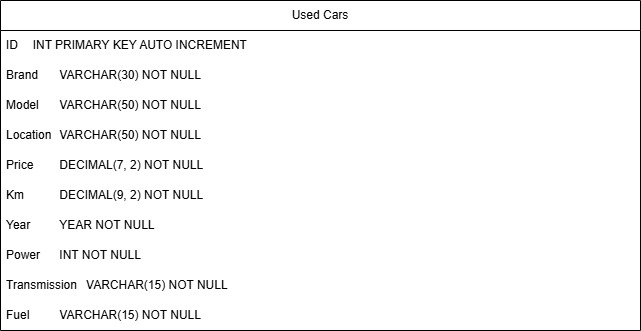 Used Cars
ID INT PRIMARY KEY AUTO INCREMENT
Brand VARCHAR(30) NOT NULL
Model VARCHAR(50) NOT NULL
Location VARCHAR(50) NOT NULL
Price DECIMAL(7, 2) NOT NULL
Km DECIMAL(9, 2) NOT NULL
Year YEAR NOT NULL
Power INT NOT NULL
Transmission VARCHAR(15) NOT NULL
Fuel VARCHAR(15) NOT NULL